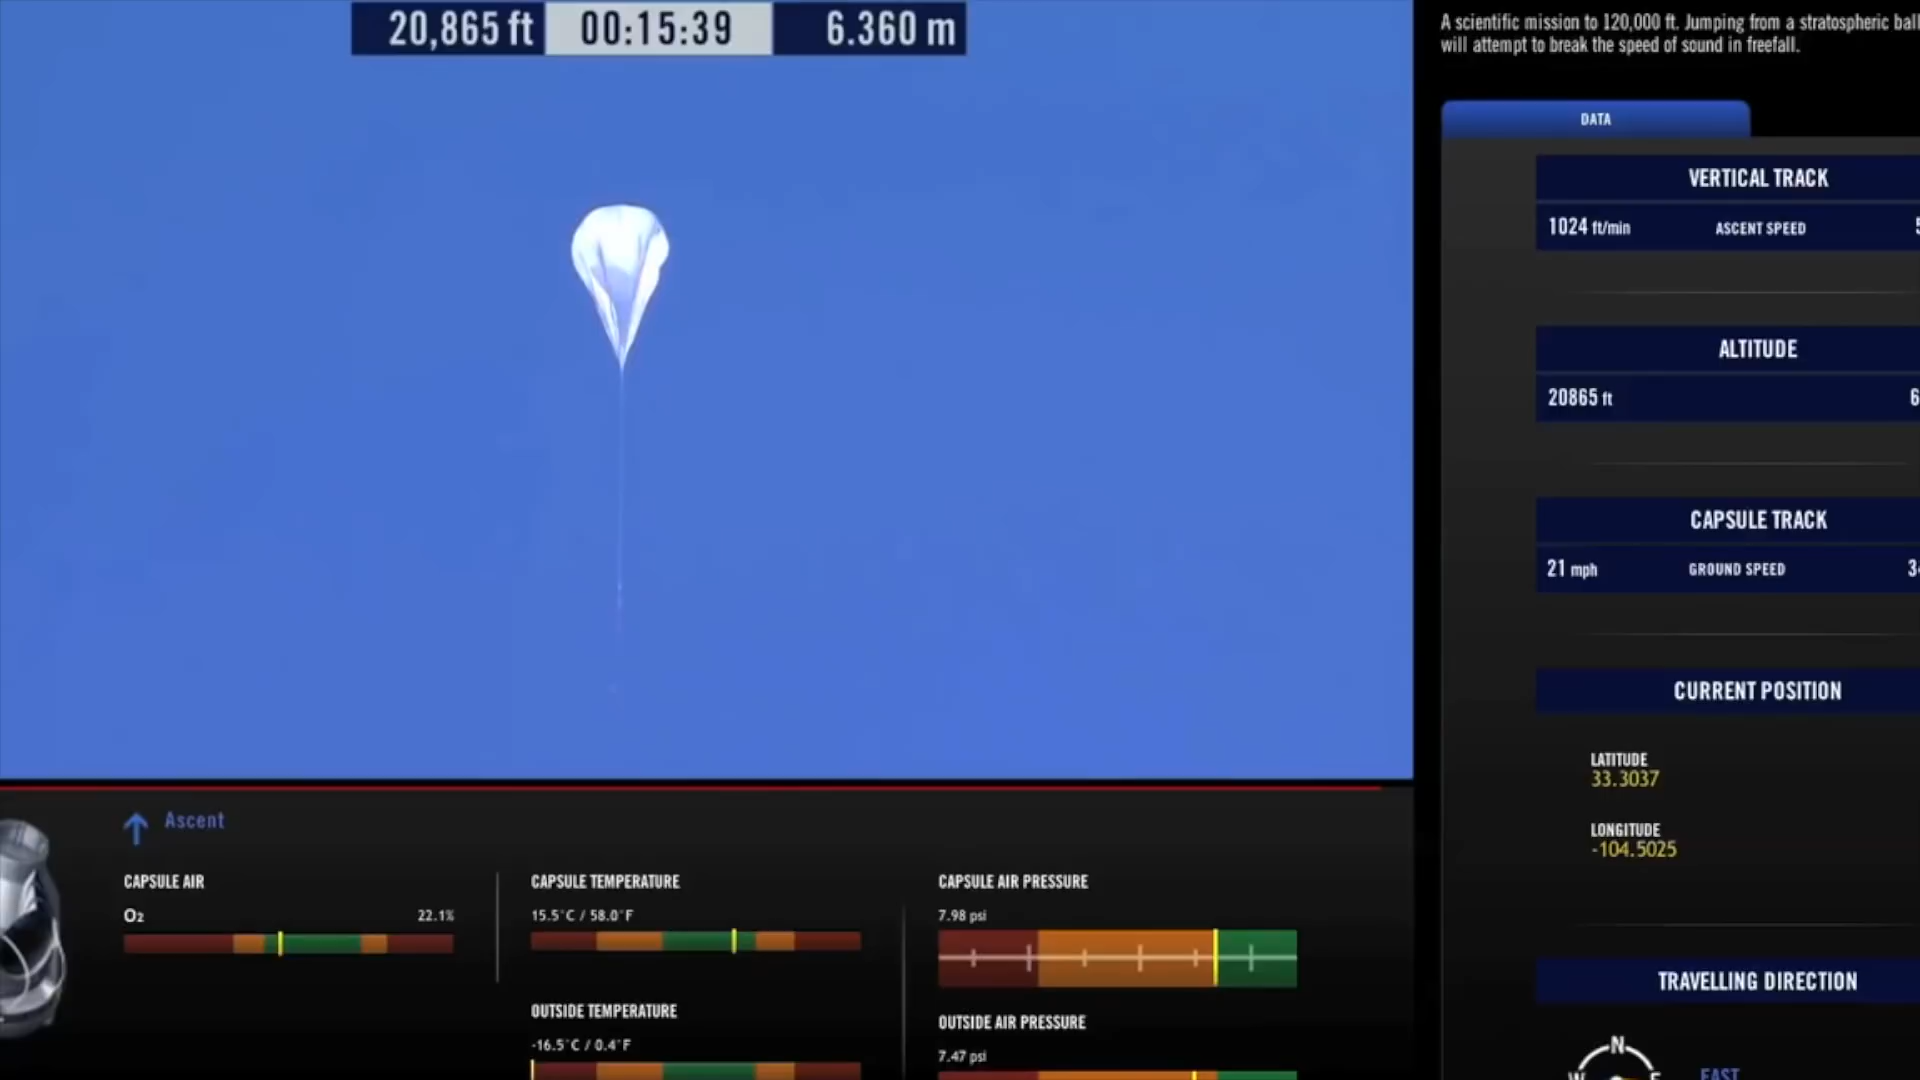 20,865 ft 00:15:39 6.360 m
A scientific mission to 120,000 ft. Jumping from a stratospheric
will attempt to break the speed of sound in freefall.
DATA
VERTICAL TRACK
1024 ft/min ASCENT SPEED
ALTITUDE
20865 ft
CAPSULE TRACK
21 mph GROUND SPEED
CURRENT POSITION
LATITUDE
33.3037
LONGITUDE
-104.5025
TRAVELLING DIRECTION
N
W E EAST
Ascent
CAPSULE AIR
O₂ 22.1%
CAPSULE TEMPERATURE
15.5°C / 58.0°F
OUTSIDE TEMPERATURE
-16.5°C / 0.4°F
CAPSULE AIR PRESSURE
7.98 psi
OUTSIDE AIR PRESSURE
7.47 psi